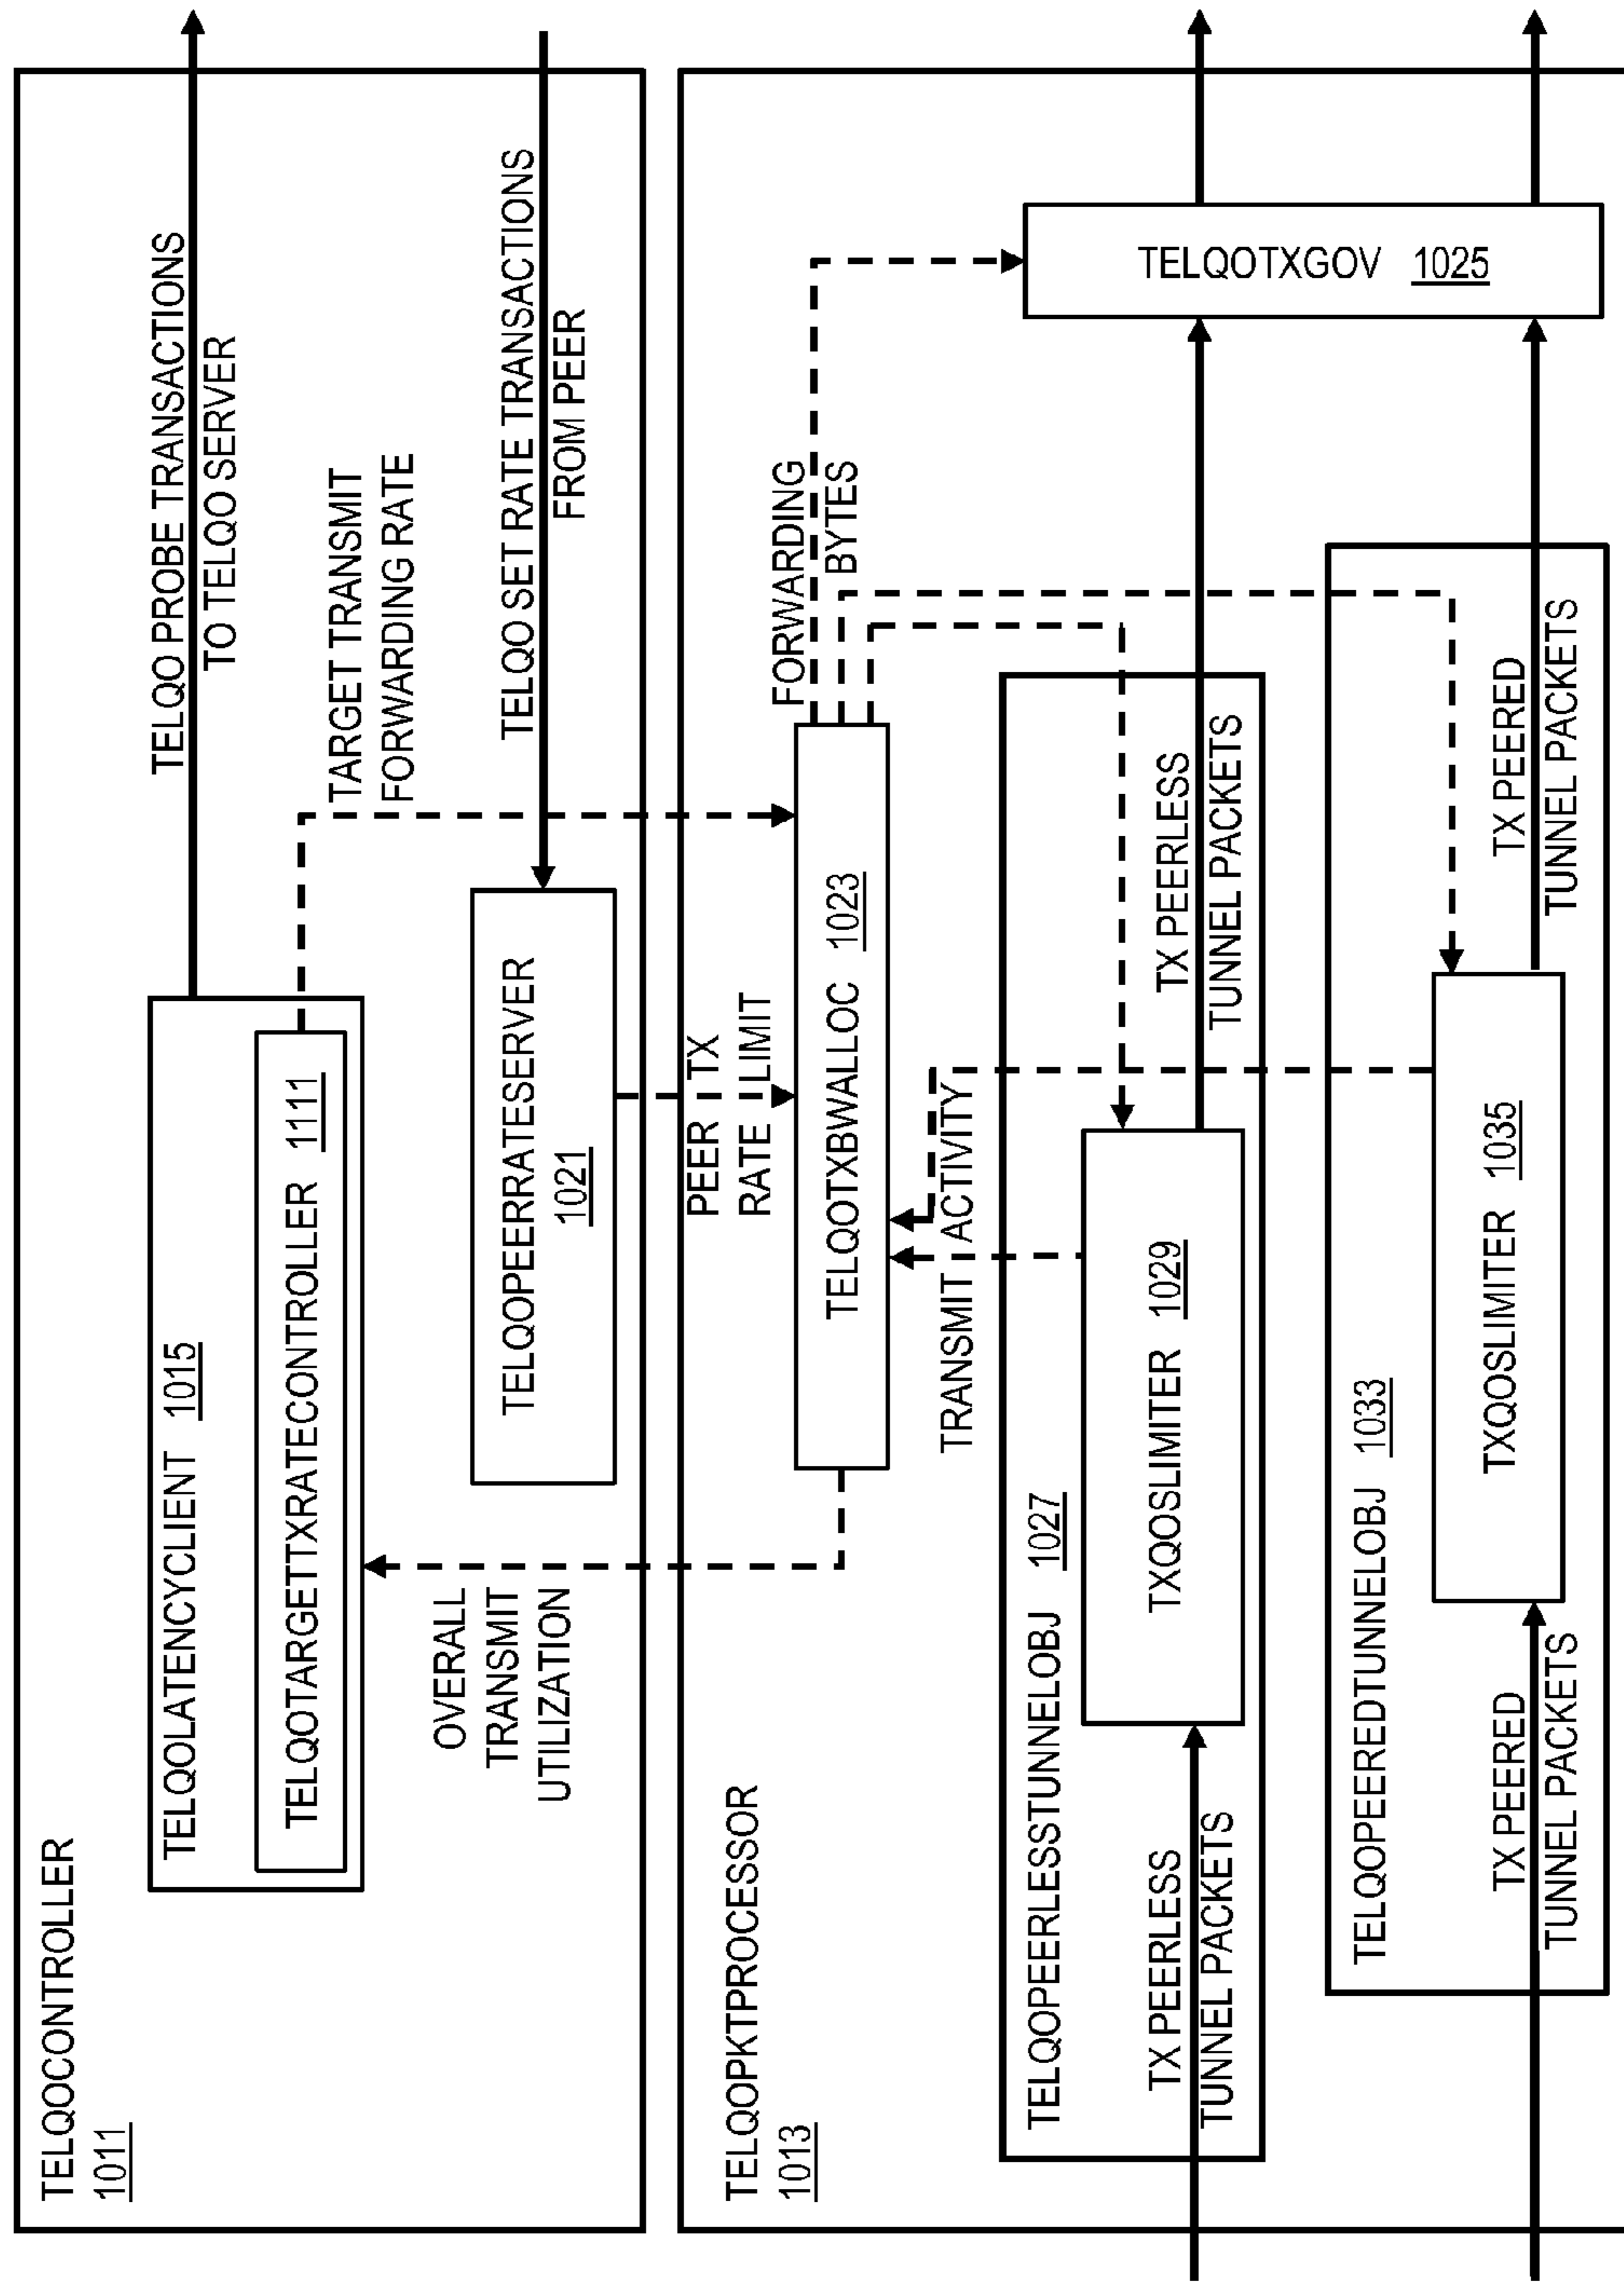 TELQOCONTROLLER
1011
TELQOLATENCYCLIENT 1015
TELQOTARGETTXRATECONTROLLER 1111
TELQO PROBE TRANSACTIONS
TO TELQO SERVER
TARGET TRANSMIT
FORWARDING RATE
TELQO SET RATE TRANSACTIONS
FROM PEER
TELQOPEERRATESERVER
1021
OVERALL
TRANSMIT
UTILIZATION
PEER TX
RATE LIMIT
TELQOPKTPROCESSOR
1013
TELQOTXBWALLOC 1023
FORWARDING
BYTES
TRANSMIT ACTIVITY
TELQOTXGOV 1025
TELQOPEERLESSTUNNELOBJ 1027
TX PEERLESS
TUNNEL PACKETS
TXQOSLIMITER 1029
TX PEERLESS
TUNNEL PACKETS
TELQOPEEREDTUNNELOBJ 1033
TX PEERED
TUNNEL PACKETS
TXQOSLIMITER 1035
TX PEERED
TUNNEL PACKETS